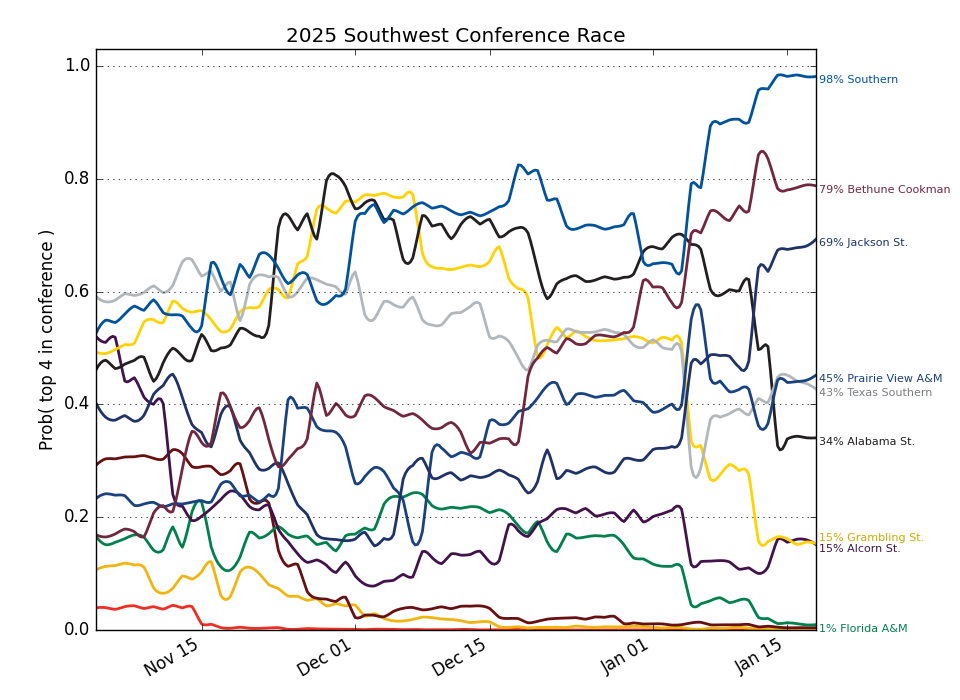 2025 Southwest Conference Race
Prob( top 4 in conference )
1.0
0.8
0.6
0.4
0.2
0.0
Nov 15
Dec 01
Dec 15
Jan 01
Jan 15
98% Southern
79% Bethune Cookman
69% Jackson St.
45% Prairie View A&M
43% Texas Southern
34% Alabama St.
15% Grambling St.
15% Alcorn St.
1% Florida A&M